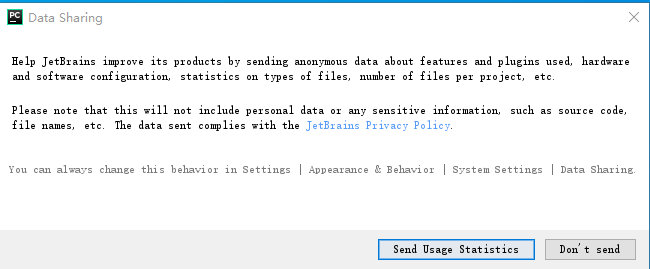 PC Data Sharing
Help JetBrains improve its products by sending anonymous data about features and plugins used, hardware
and software configuration, statistics on types of files, number of files per project, etc.
Please note that this will not include personal data or any sensitive information, such as source code,
file names, etc. The data sent complies with the JetBrains Privacy Policy.
You can always change this behavior in Settings | Appearance & Behavior | System Settings | Data Sharing.
Send Usage Statistics Don't send